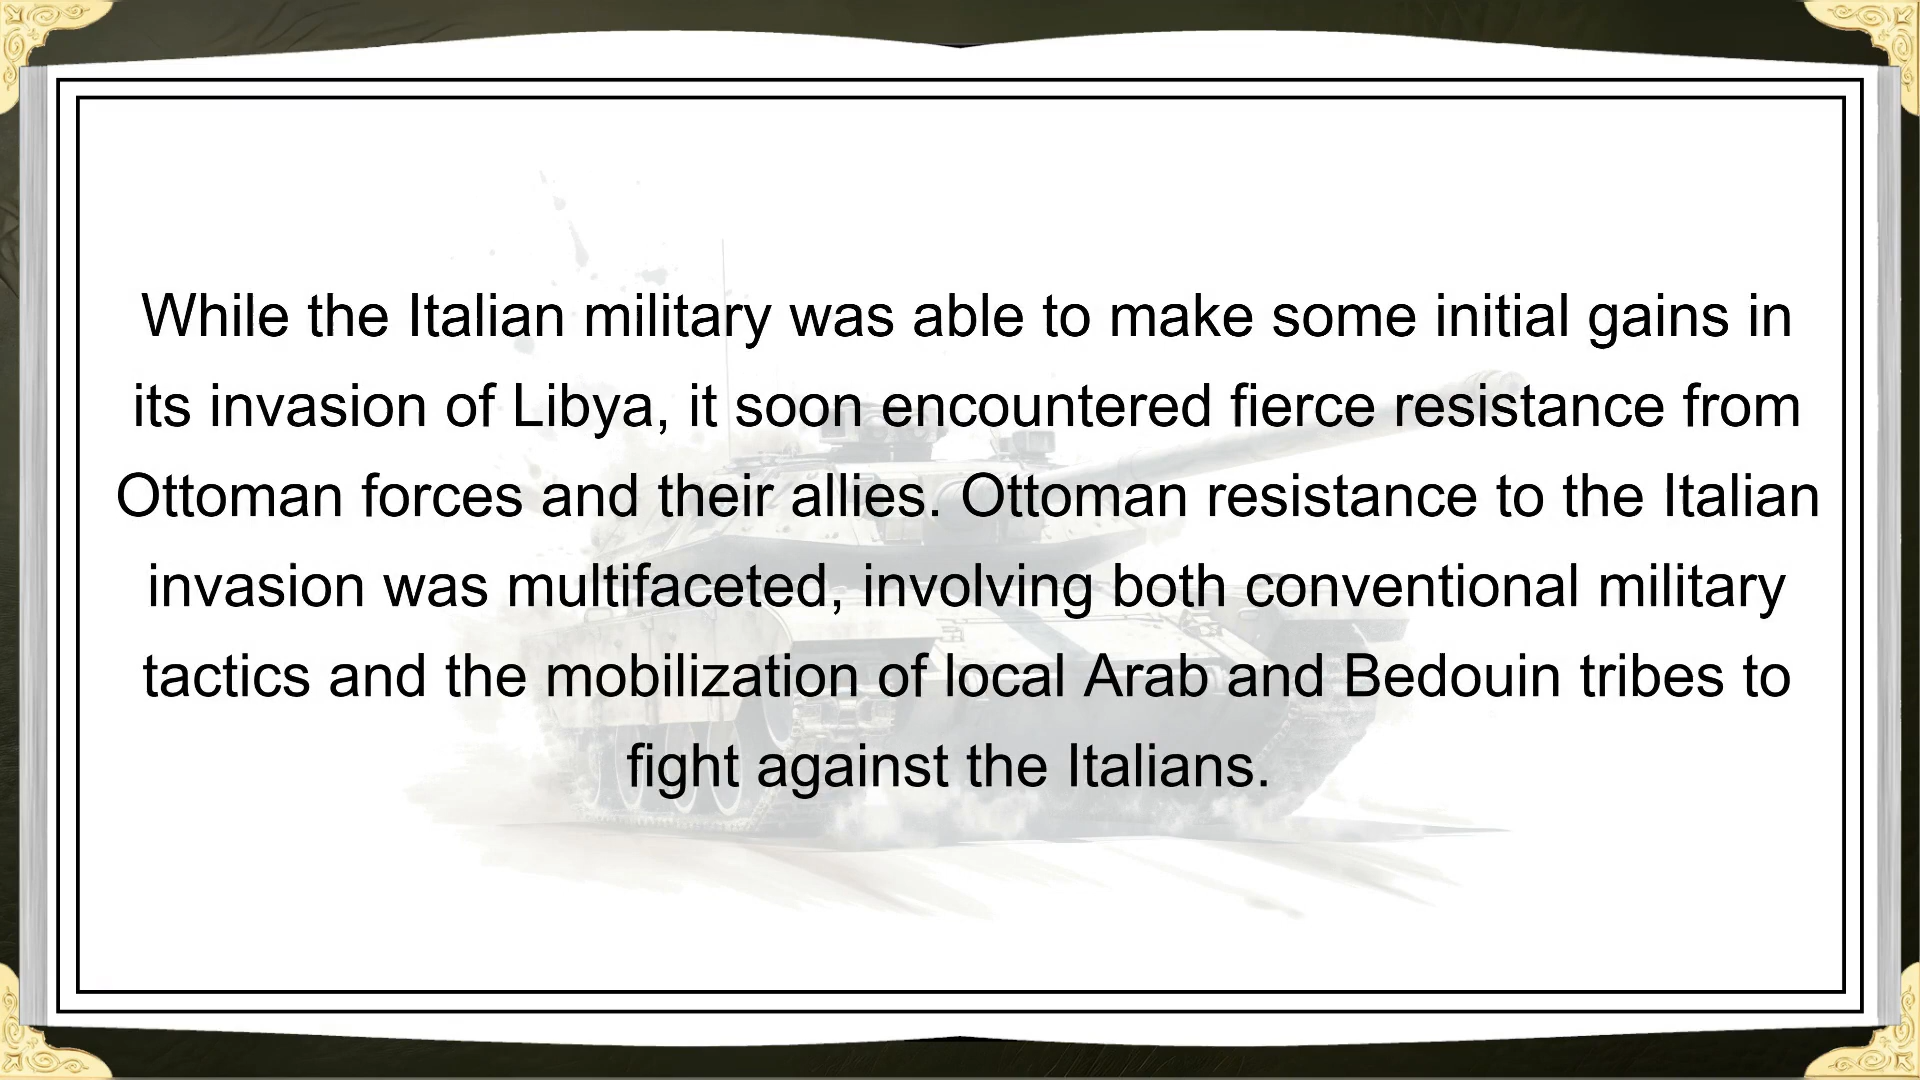 While the Italian military was able to make some initial gains in
its invasion of Libya, it soon encountered fierce resistance from
Ottoman forces and their allies. Ottoman resistance to the Italian
invasion was multifaceted, involving both conventional military
tactics and the mobilization of local Arab and Bedouin tribes to
fight against the Italians.